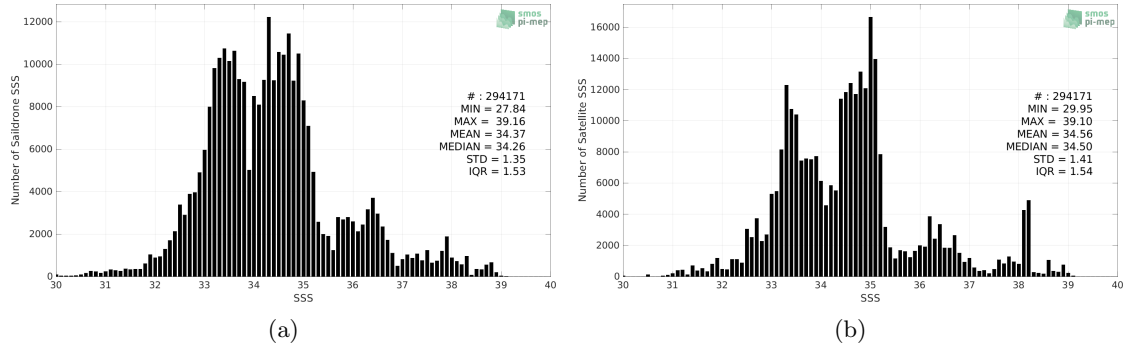 smos
pi-mep
Number of Saildrone SSS
12000
10000
8000
6000
4000
2000
0
# : 294171
MIN = 27.84
MAX = 39.16
MEAN = 34.37
MEDIAN = 34.26
STD = 1.35
IQR = 1.53
30 31 32 33 34 35 36 37 38 39 40
SSS
(a)
smos
pi-mep
Number of Satellite SSS
16000
14000
12000
10000
8000
6000
4000
2000
0
# : 294171
MIN = 29.95
MAX = 39.10
MEAN = 34.56
MEDIAN = 34.50
STD = 1.41
IQR = 1.54
30 31 32 33 34 35 36 37 38 39 40
SSS
(b)